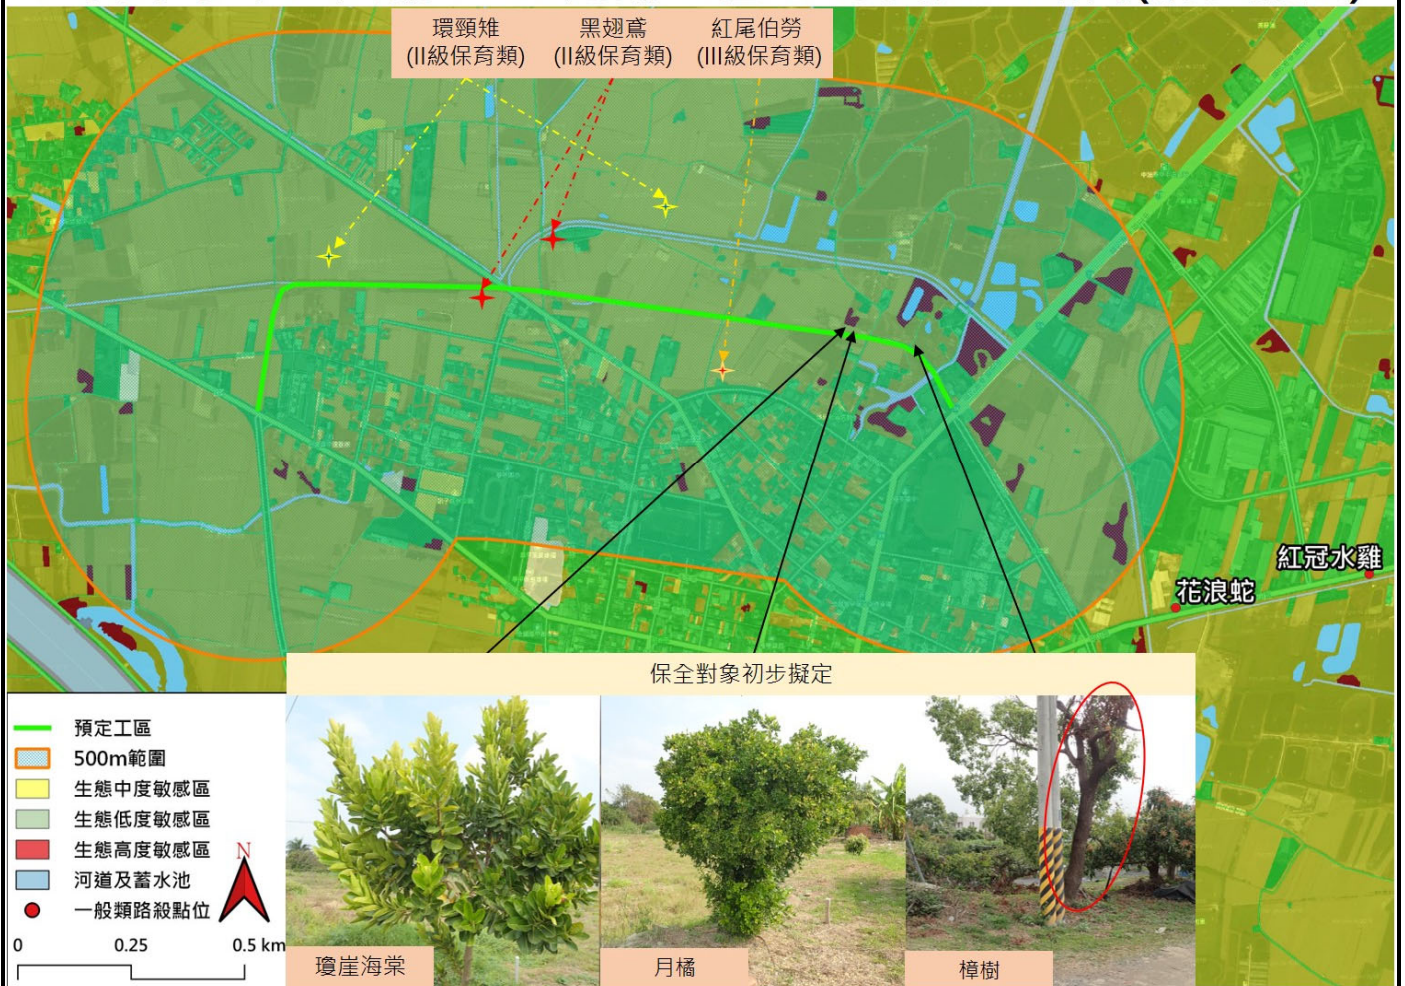 環頸雉
(II級保育類)
黑翅鳶
(II級保育類)
紅尾伯勞
(III級保育類)
紅冠水雞
花浪蛇
保全對象初步擬定
預定工區
500m範圍
生態中度敏感區
生態低度敏感區
生態高度敏感區
河道及蓄水池
一般類路殺點位
N
0 0.25 0.5 km
瓊崖海棠
月橘
樟樹